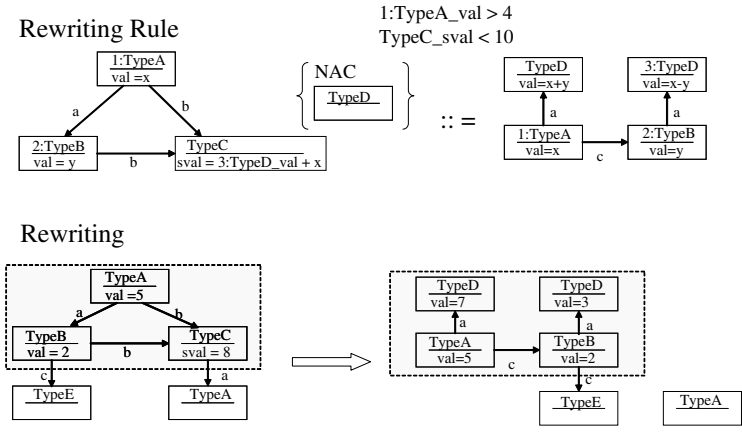 1:TypeA_val > 4
TypeC_sval < 10
Rewriting Rule
1:TypeA
val =x
a
b
2:TypeB
val = y
b
TypeC
sval = 3:TypeD_val + x
NAC
TypeD
:: =
TypeD
val=x+y
3:TypeD
val=x-y
a
a
1:TypeA
val=x
c
2:TypeB
val=y
Rewriting
TypeA
val =5
a
b
TypeB
val = 2
b
TypeC
sval = 8
c
a
TypeE
TypeA
TypeD
val=7
TypeD
val=3
a
a
TypeA
val=5
c
TypeB
val=2
c
TypeE
TypeA